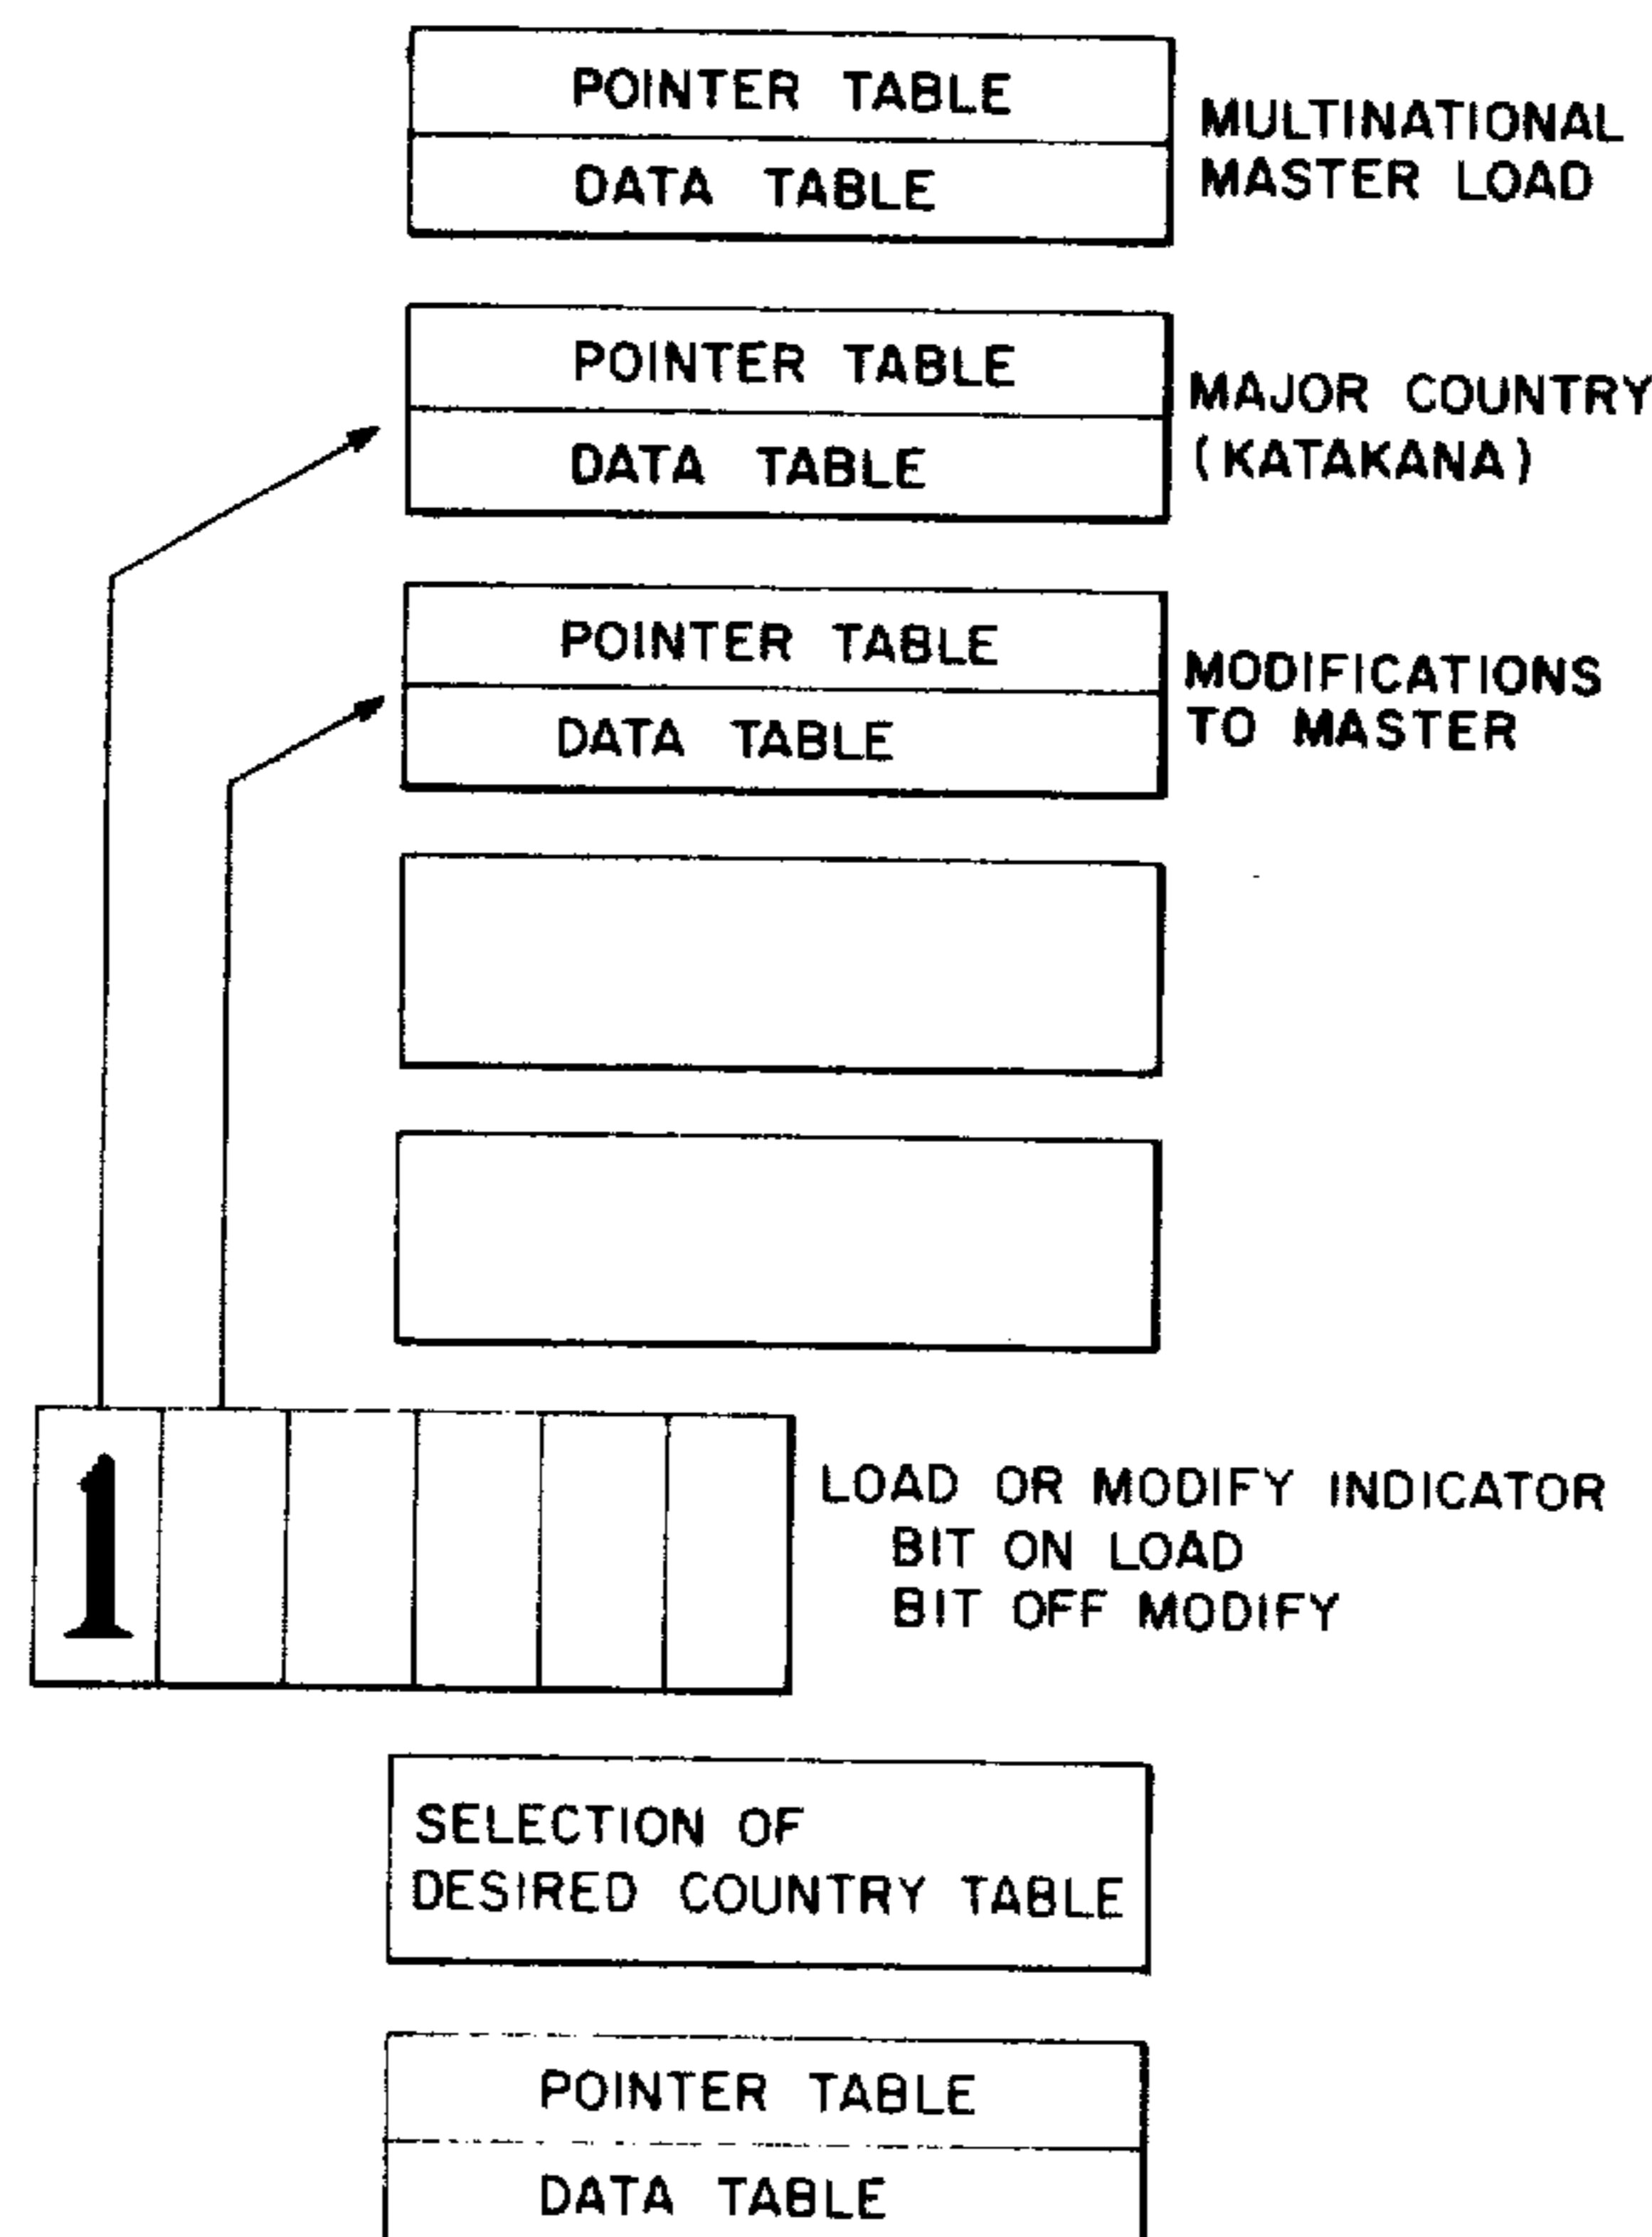 POINTER TABLE
DATA TABLE
MULTINATIONAL
MASTER LOAD
POINTER TABLE
DATA TABLE
MAJOR COUNTRY
(KATAKANA)
POINTER TABLE
DATA TABLE
MODIFICATIONS
TO MASTER
1
LOAD OR MODIFY INDICATOR
BIT ON LOAD
BIT OFF MODIFY
SELECTION OF
DESIRED COUNTRY TABLE
POINTER TABLE
DATA TABLE